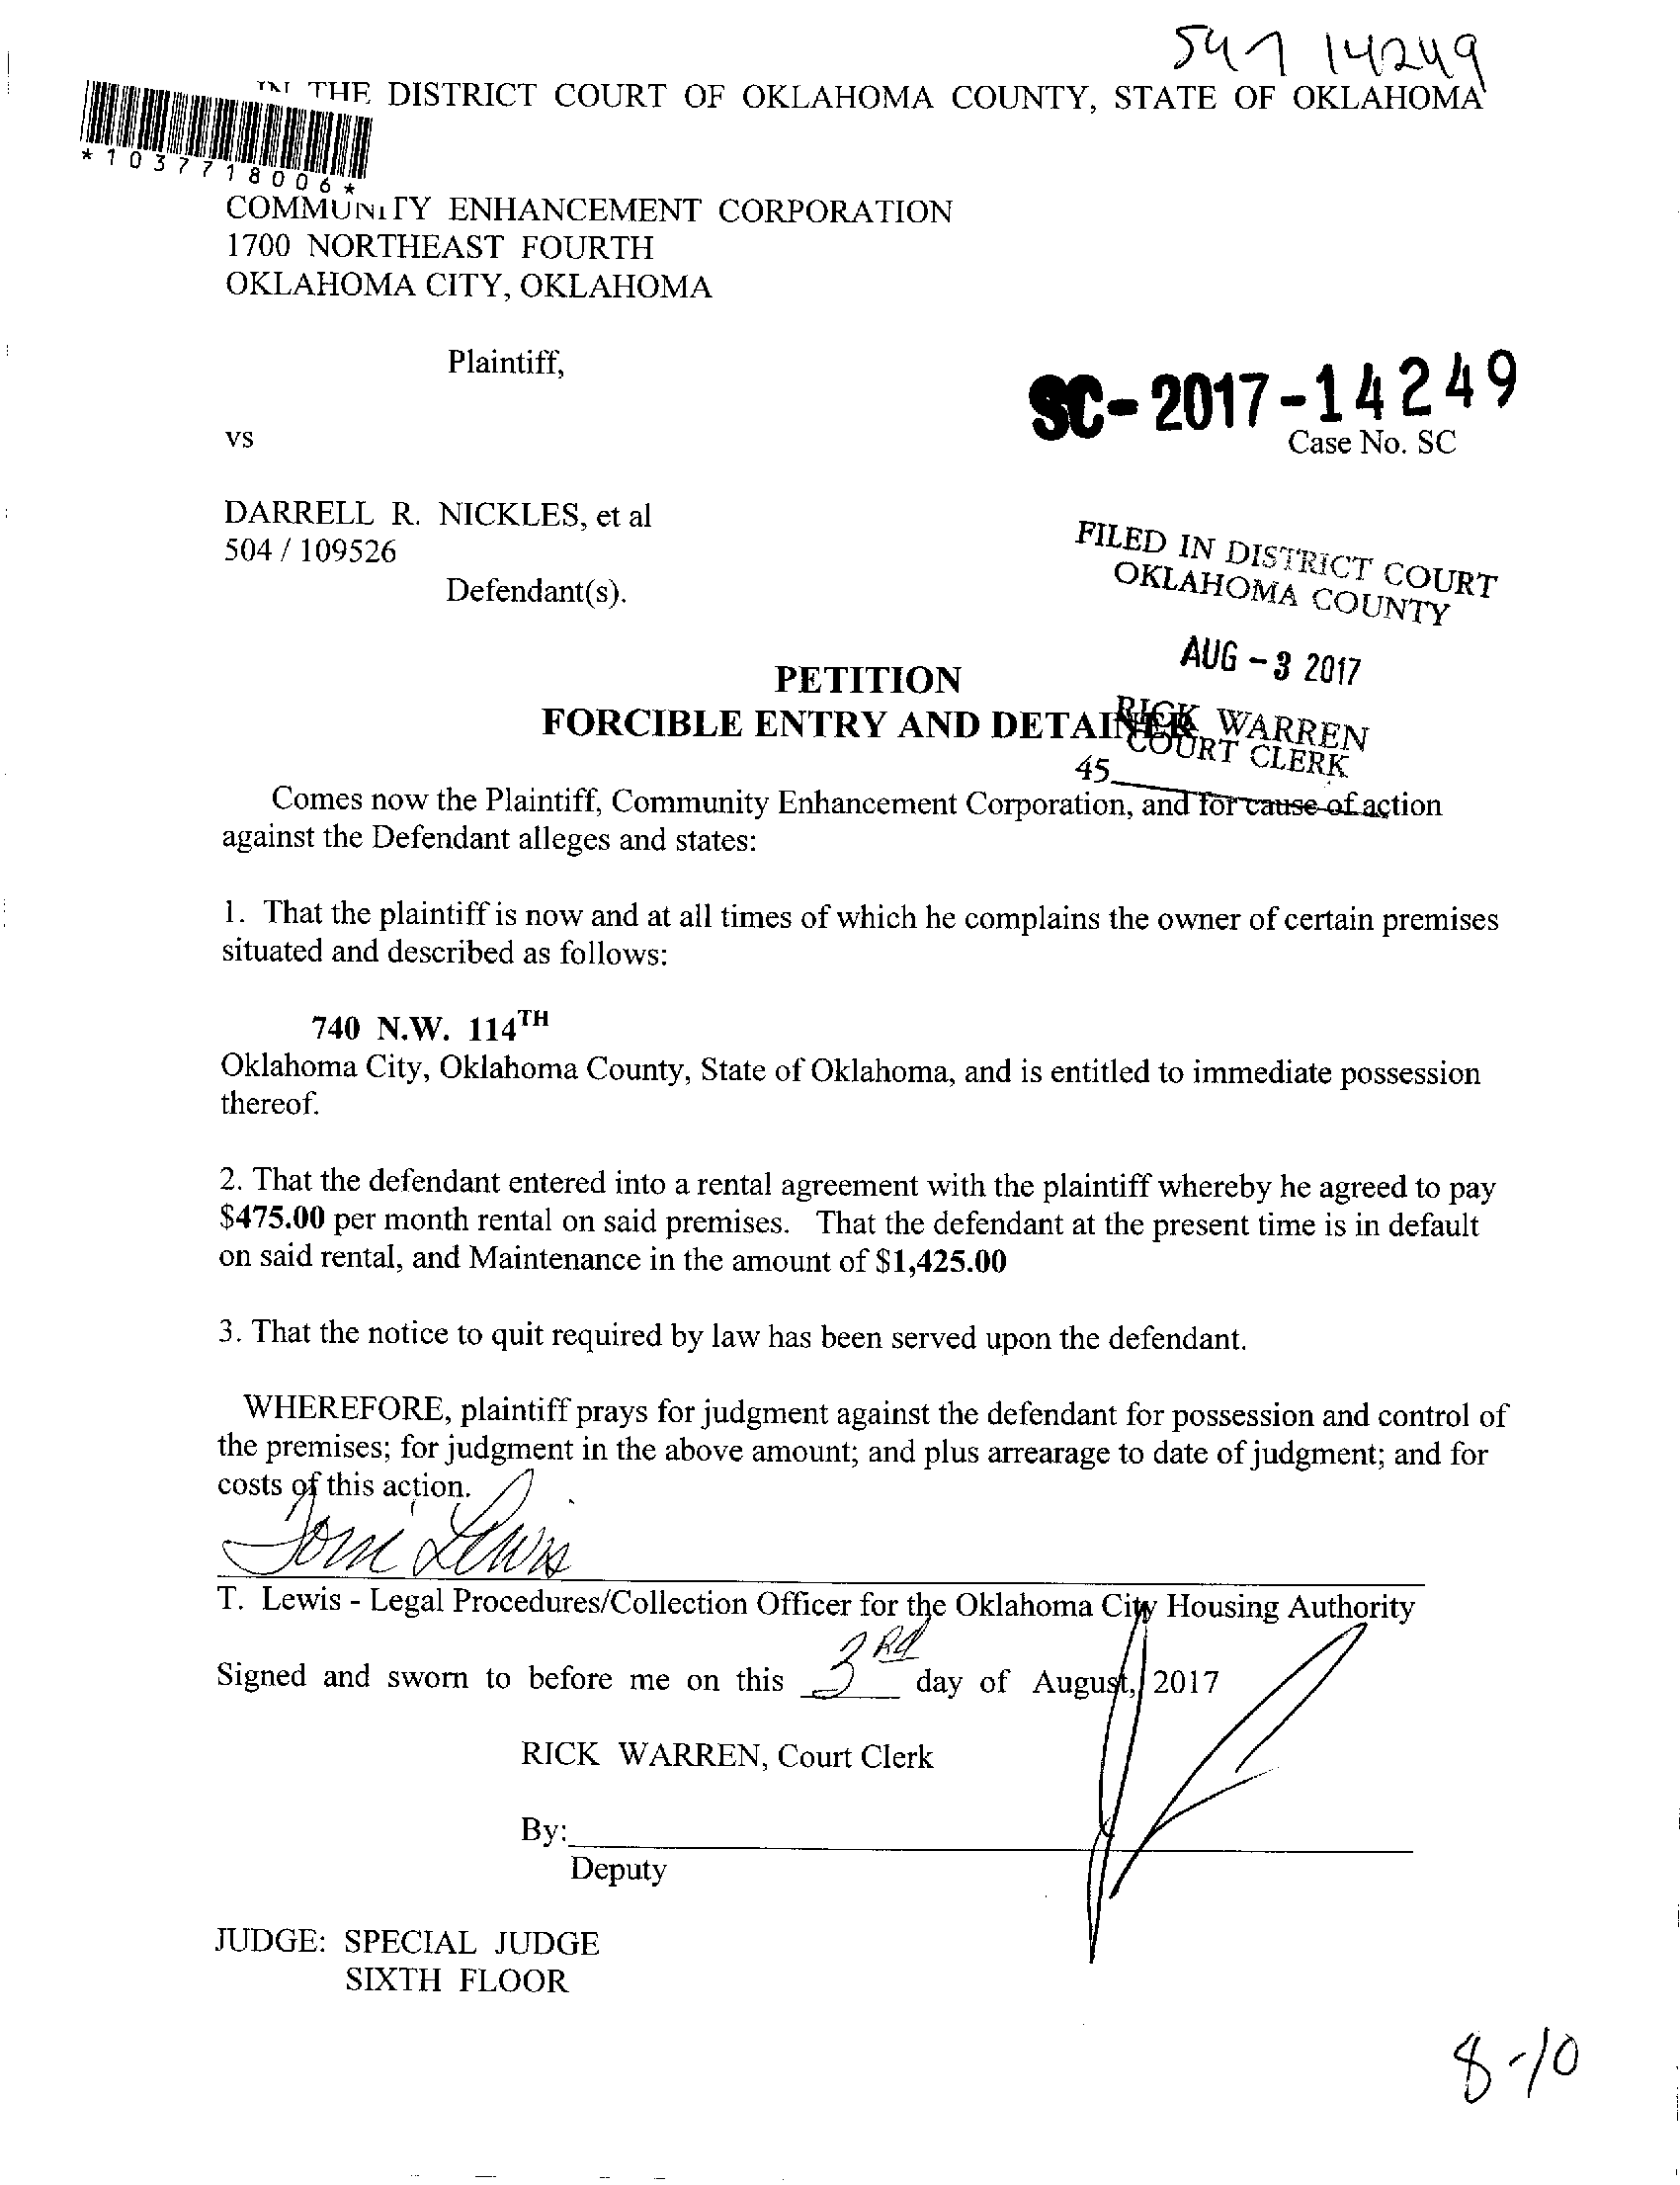 547 14249
IN THE DISTRICT COURT OF OKLAHOMA COUNTY, STATE OF OKLAHOMA
*1037718006*
COMMUNITY ENHANCEMENT CORPORATION
1700 NORTHEAST FOURTH
OKLAHOMA CITY, OKLAHOMA
Plaintiff,
SC-2017-14249
vs
Case No. SC
DARRELL R. NICKLES, et al
504 / 109526
Defendant(s).
FILED IN DISTRICT COURT
OKLAHOMA COUNTY
AUG - 3 2017
PETITION
FORCIBLE ENTRY AND DETAINER
RICK WARREN
COURT CLERK
45
Comes now the Plaintiff, Community Enhancement Corporation, and for cause of action
against the Defendant alleges and states:
1. That the plaintiff is now and at all times of which he complains the owner of certain premises
situated and described as follows:
740 N.W. 114TH
Oklahoma City, Oklahoma County, State of Oklahoma, and is entitled to immediate possession
thereof.
2. That the defendant entered into a rental agreement with the plaintiff whereby he agreed to pay
$475.00 per month rental on said premises. That the defendant at the present time is in default
on said rental, and Maintenance in the amount of $1,425.00
3. That the notice to quit required by law has been served upon the defendant.
WHEREFORE, plaintiff prays for judgment against the defendant for possession and control of
the premises; for judgment in the above amount; and plus arrearage to date of judgment; and for
costs of this action.
Toni Lewis
T. Lewis - Legal Procedures/Collection Officer for the Oklahoma City Housing Authority
Signed and sworn to before me on this 3Rd day of August, 2017
RICK WARREN, Court Clerk
By:
Deputy
JUDGE: SPECIAL JUDGE
SIXTH FLOOR
8-10